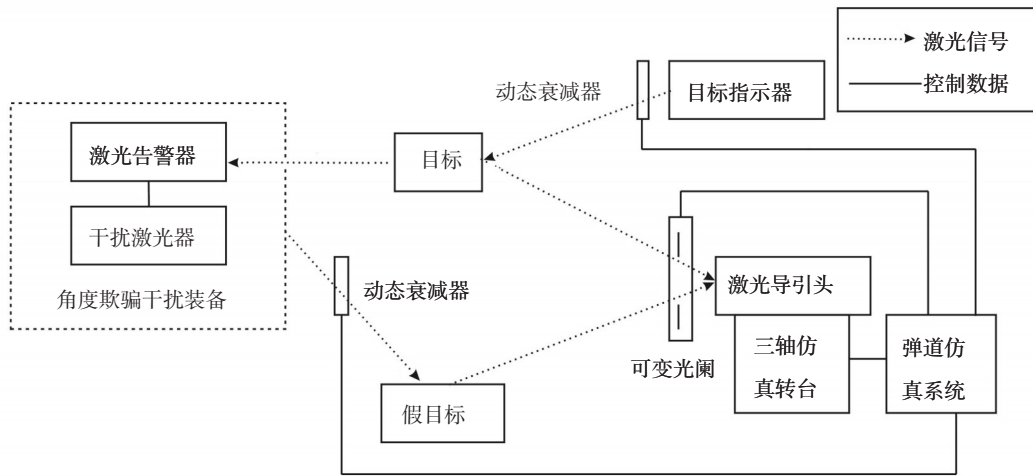 激光信号
控制数据
动态衰减器
目标指示器
激光告警器
目标
干扰激光器
角度欺骗干扰装备
动态衰减器
激光导引头
可变光阑
三轴仿
真转台
弹道仿
真系统
假目标